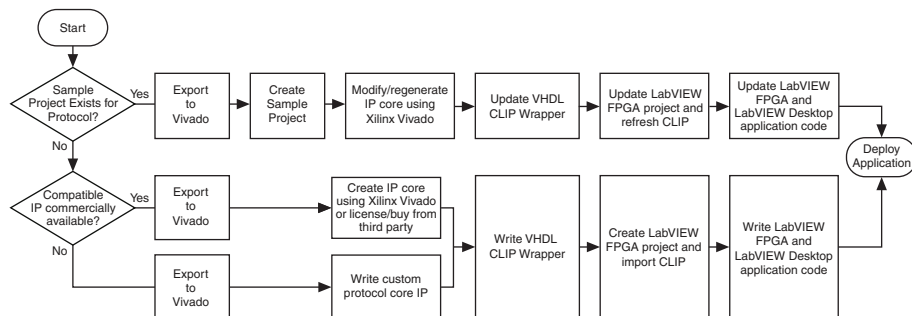 Start
Sample
Project Exists for
Protocol?
Yes
No
Export
to
Vivado
Create
Sample
Project
Modify/regenerate
IP core using
Xilinx Vivado
Update VHDL
CLIP Wrapper
Update LabVIEW
FPGA project and
refresh CLIP
Update LabVIEW
FPGA and
LabVIEW Desktop
application code
Deploy
Application
Compatible
IP commercially
available?
Yes
No
Export
to
Vivado
Create IP core
using Xilinx Vivado
or license/buy from
third party
Export
to
Vivado
Write custom
protocol core IP
Write VHDL
CLIP Wrapper
Create LabVIEW
FPGA project and
import CLIP
Write LabVIEW
FPGA and
LabVIEW Desktop
application code